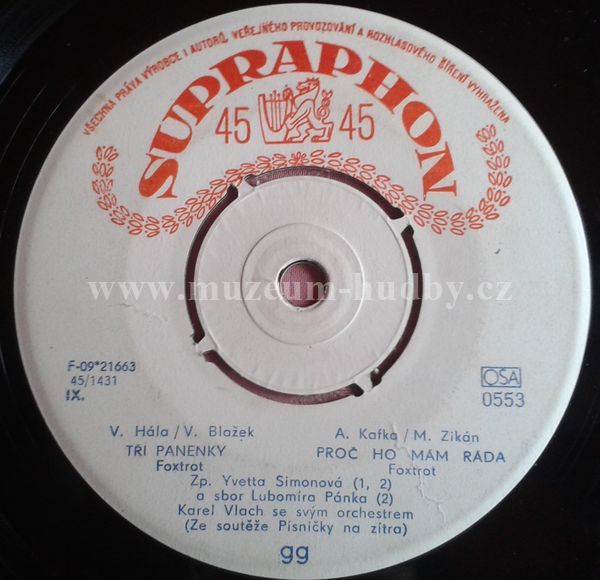 VŠECHNA PRÁVA VÝROBCE I AUTORŮ, VEŘEJNÉHO PROVOZOVÁNÍ A ROZHLASOVÉHO ŠÍŘENÍ VYHRAŽENA
SUPRAPHON
45 45
www.muzeum-hudby.cz
F-09*21663
45/1431
IX.
OSA
0553
V. Hála/V. Blažek A. Kafka/M. Zikán
TŘI PANENKY PROČ HO MÁM RÁDA
Foxtrot Foxtrot
Zp. Yvetta Simonová (1, 2)
a sbor Lubomíra Pánka (2)
Karel Vlach se svým orchestrem
(Ze soutěže Písničky na zítra)
gg